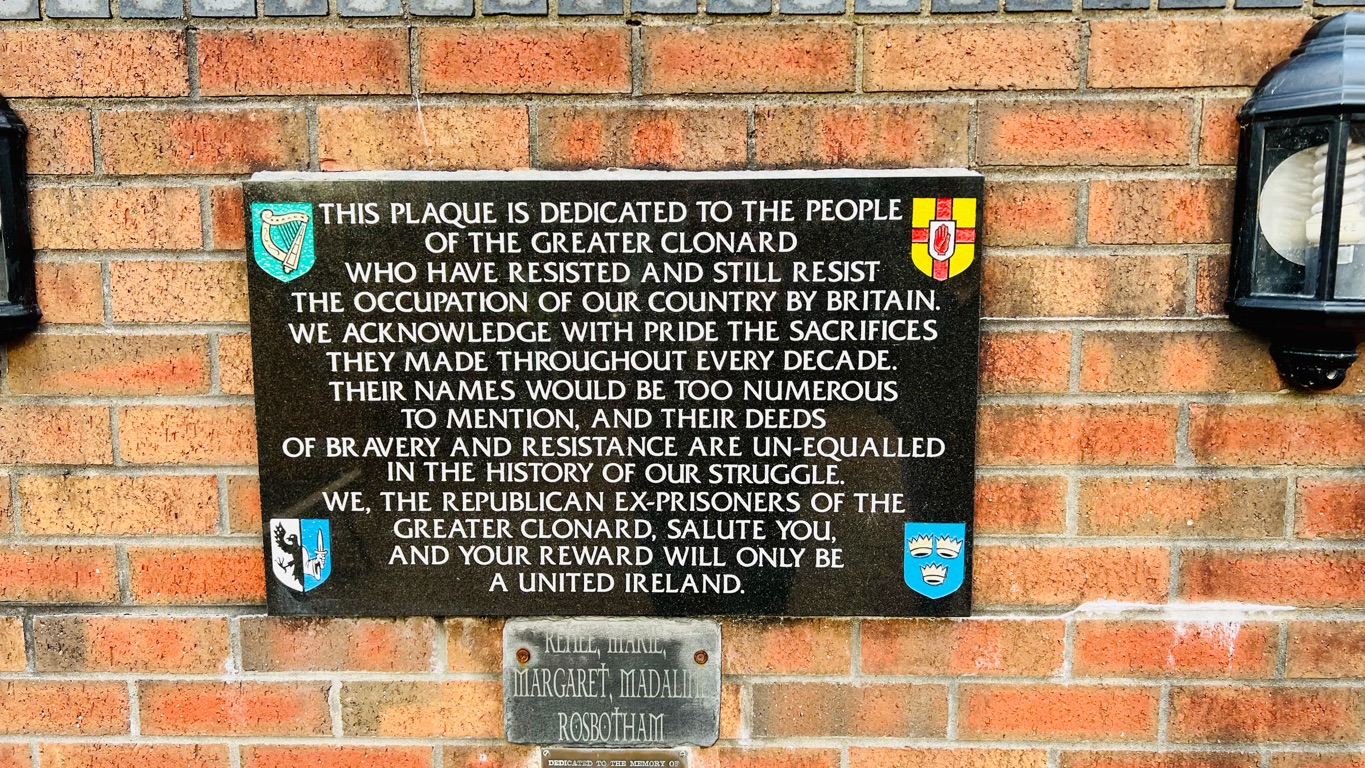 THIS PLAQUE IS DEDICATED TO THE PEOPLE
OF THE GREATER CLONARD
WHO HAVE RESISTED AND STILL RESIST
THE OCCUPATION OF OUR COUNTRY BY BRITAIN.
WE ACKNOWLEDGE WITH PRIDE THE SACRIFICES
THEY MADE THROUGHOUT EVERY DECADE.
THEIR NAMES WOULD BE TOO NUMEROUS
TO MENTION, AND THEIR DEEDS
OF BRAVERY AND RESISTANCE ARE UN-EQUALLED
IN THE HISTORY OF OUR STRUGGLE.
WE, THE REPUBLICAN EX-PRISONERS OF THE
GREATER CLONARD, SALUTE YOU,
AND YOUR REWARD WILL ONLY BE
A UNITED IRELAND.
RENEE, MARIE,
MARGARET,
ROSBOTHAM
DEDICATED TO THE MEMORY OF